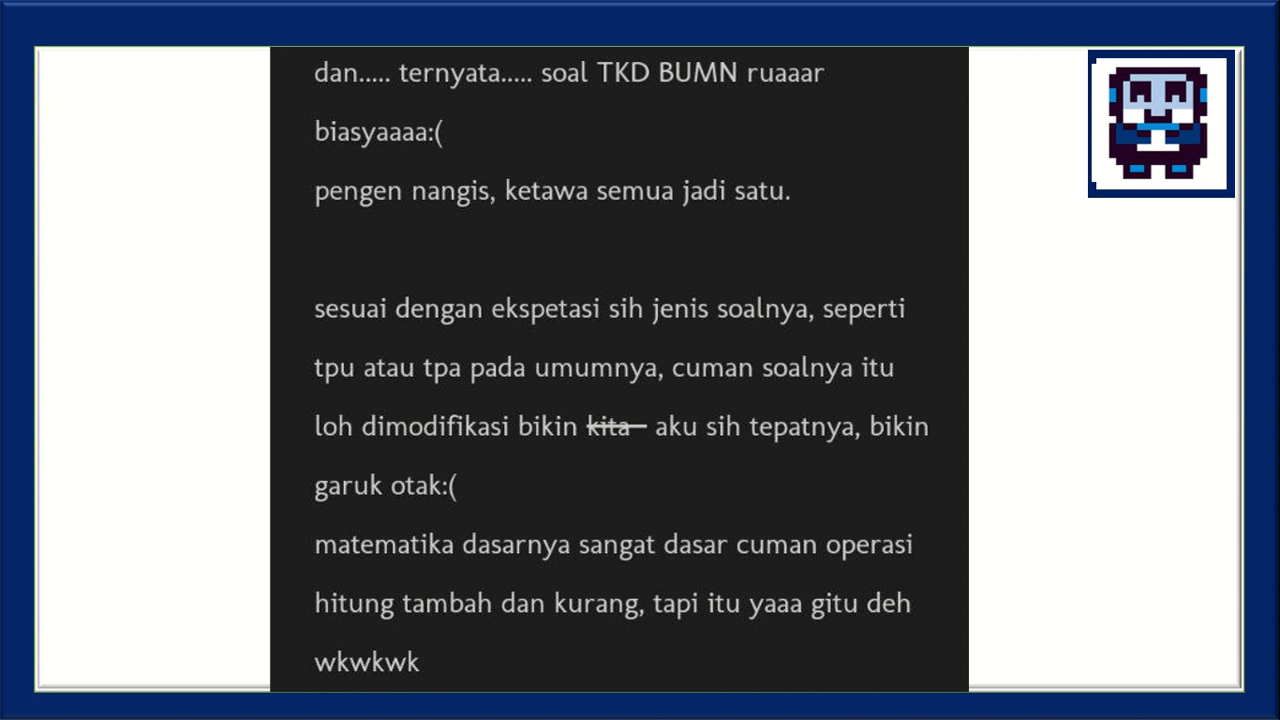 dan..... ternyata..... soal TKD BUMN ruaaar
biasyaaaa:(
pengen nangis, ketawa semua jadi satu.
sesuai dengan ekspetasi sih jenis soalnya, seperti
tpu atau tpa pada umumnya, cuman soalnya itu
loh dimodifikasi bikin kita aku sih tepatnya, bikin
garuk otak:(
matematika dasarnya sangat dasar cuman operasi
hitung tambah dan kurang, tapi itu yaaa gitu deh
wkwkwk